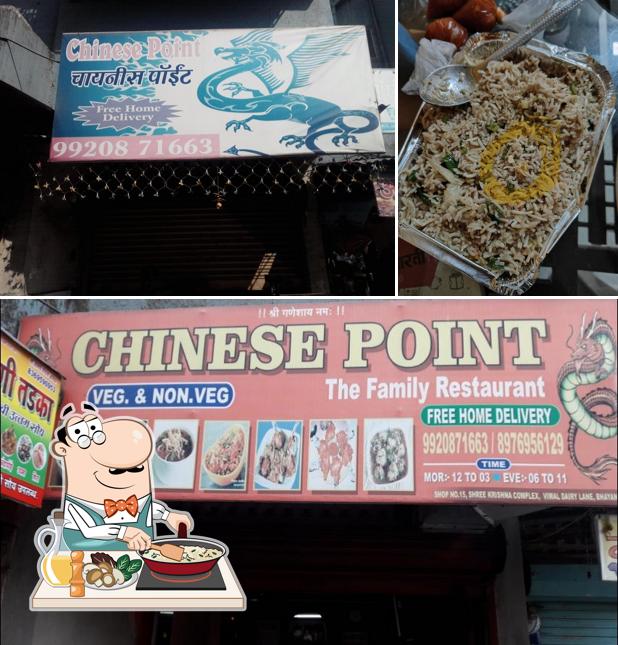 Chinese Point
चायनीस पॉईंट
Free Home
Delivery
99208 71663
!! श्री गणेशाय नमः !!
CHINESE POINT
VEG. & NON.VEG
The Family Restaurant
FREE HOME DELIVERY
9920871663 | 8976956129
TIME
MOR:- 12 TO 03 EVE:- 06 TO 11
SHOP NO.15, SHREE KRISHNA COMPLEX, VIMAL DAIRY LANE, BHAYAN
तडका